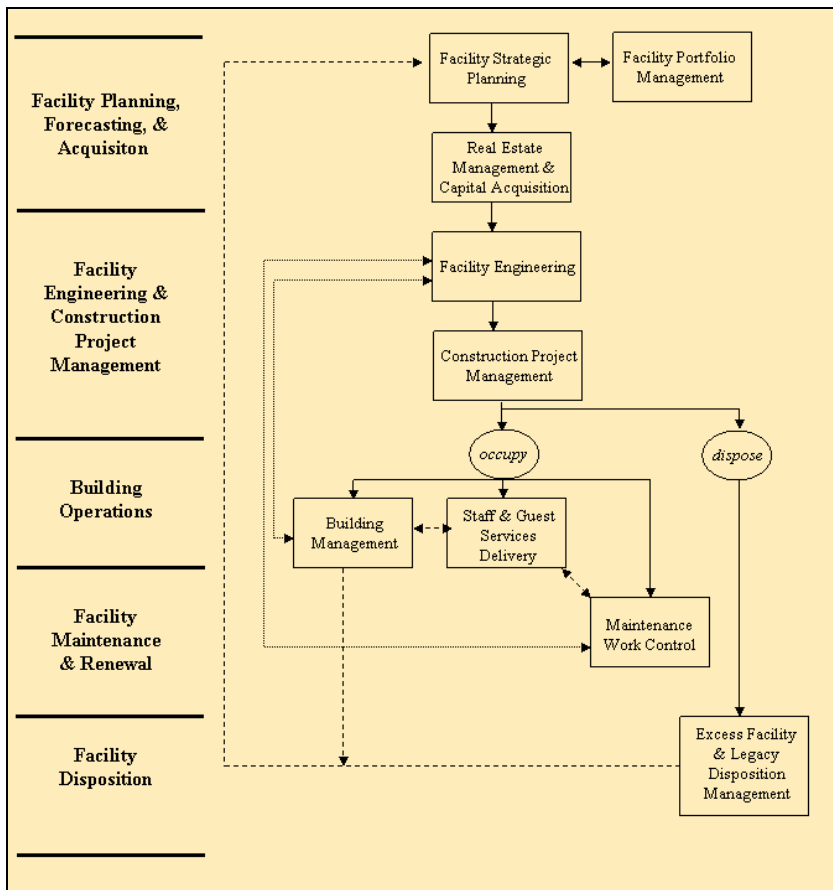 Facility Planning,
Forecasting, &
Acquisiton
Facility Strategic
Planning
Facility Portfolio
Management
Real Estate
Management &
Capital Acquisition
Facility
Engineering &
Construction
Project
Management
Facility Engineering
Construction Project
Management
occupy
dispose
Building
Operations
Building
Management
Staff & Guest
Services
Delivery
Facility
Maintenance
& Renewal
Maintenance
Work Control
Facility
Disposition
Excess Facility
& Legacy
Disposition
Management